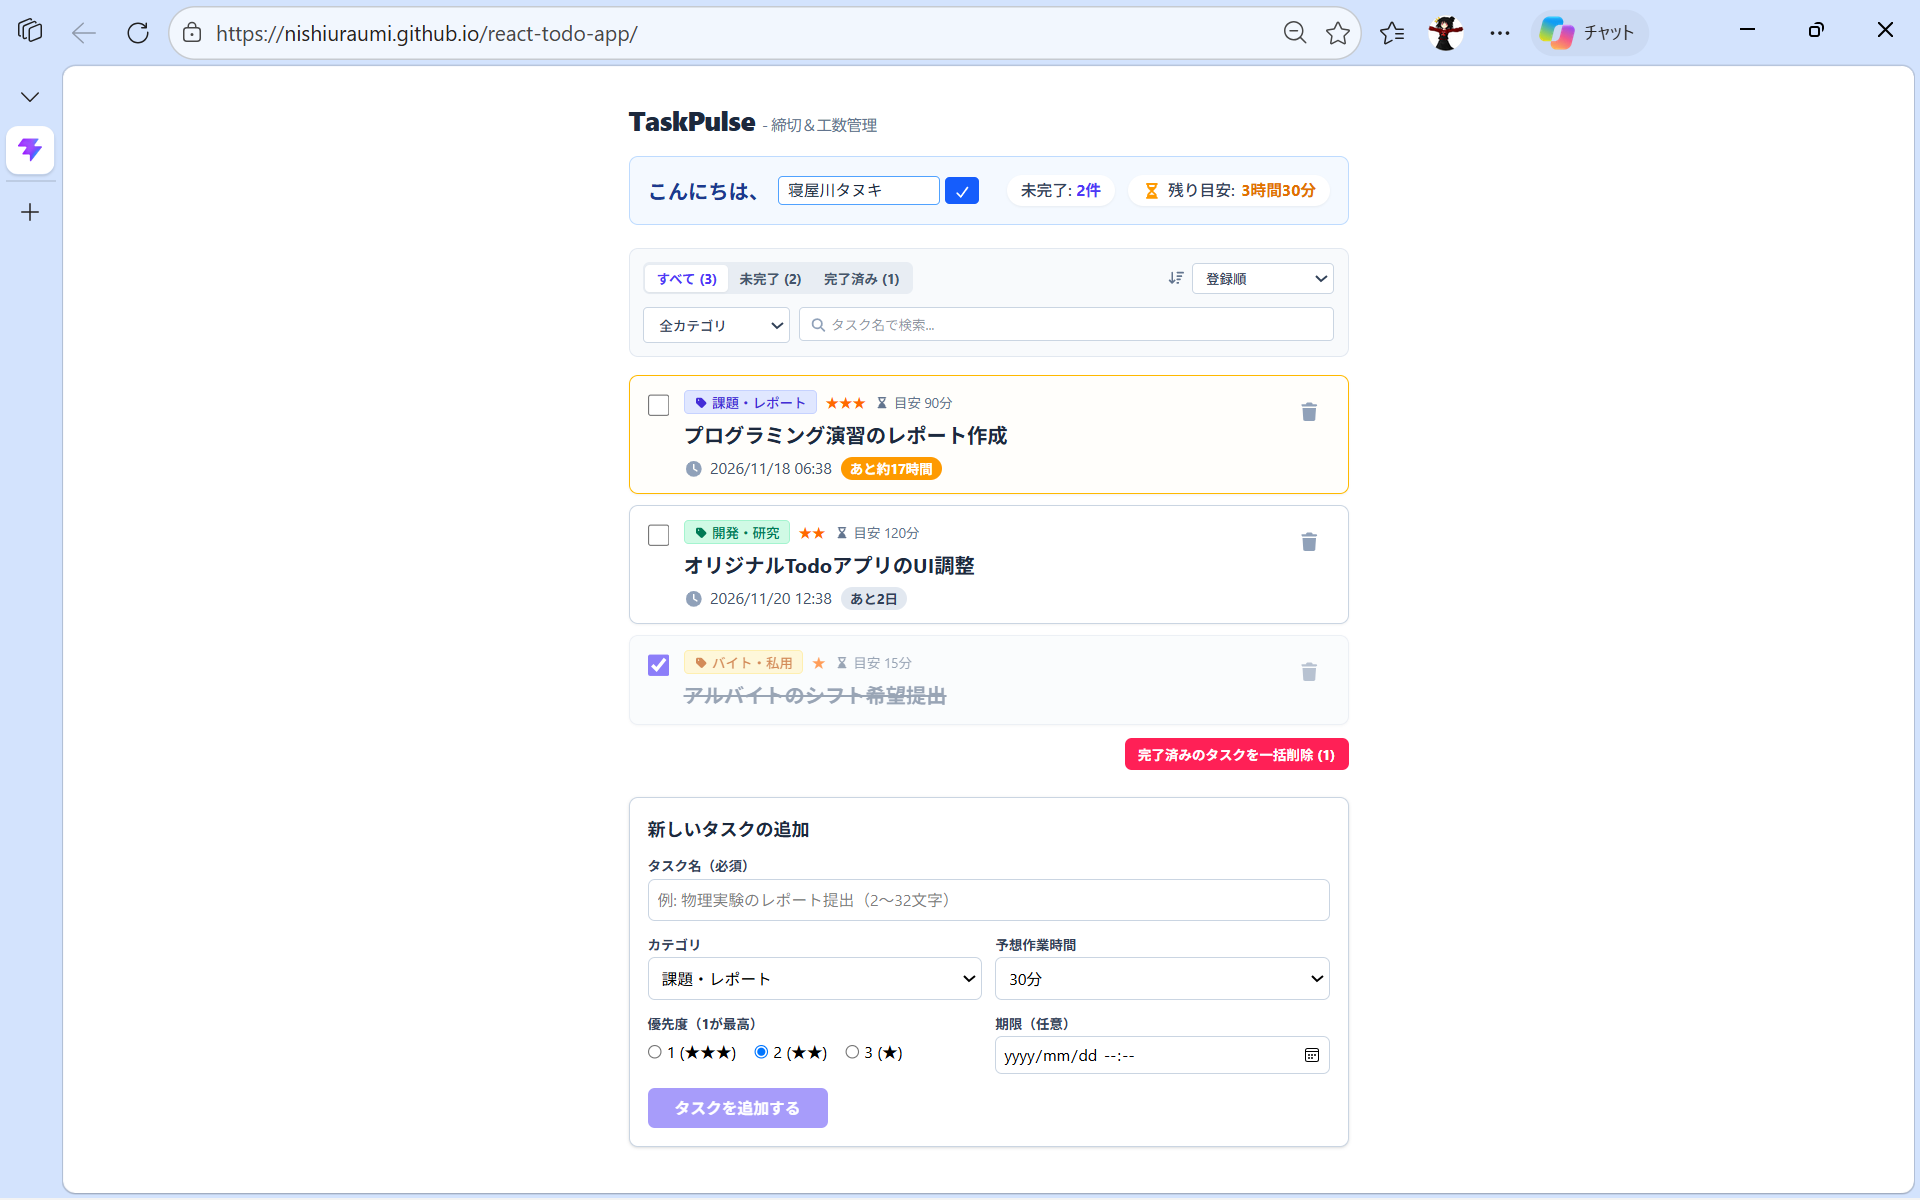 https://nishiuraumi.github.io/react-todo-app/
チャット
TaskPulse - 締切＆工数管理
こんにちは、 寝屋川タヌキ 未完了: 2件 残り目安: 3時間30分
すべて (3) 未完了 (2) 完了済み (1) 登録順
全カテゴリ タスク名で検索...
課題・レポート ★★★ 目安 90分
プログラミング演習のレポート作成
2026/11/18 06:38 あと約17時間
開発・研究 ★★ 目安 120分
オリジナルTodoアプリのUI調整
2026/11/20 12:38 あと2日
バイト・私用 ★ 目安 15分
アルバイトのシフト希望提出
完了済みのタスクを一括削除 (1)
新しいタスクの追加
タスク名（必須）
例: 物理実験のレポート提出（2〜32文字）
カテゴリ 予想作業時間
課題・レポート 30分
優先度（1が最高） 期限（任意）
1 (★★★) 2 (★★) 3 (★) yyyy/mm/dd --:--
タスクを追加する